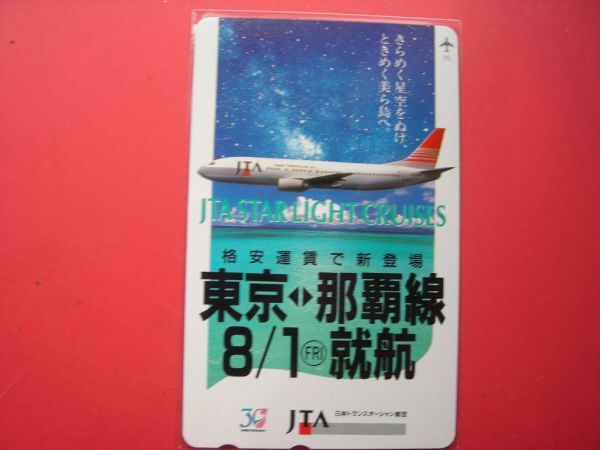 きらめく星空をぬけ、
ときめく美ら島へ。
JTA
JTA STAR LIGHT CRUISES
格安運賃で新登場
東京◂▸那覇線
8/1 FRI 就航
30
ANNIVERSARY
JTA
日本トランスオーシャン航空